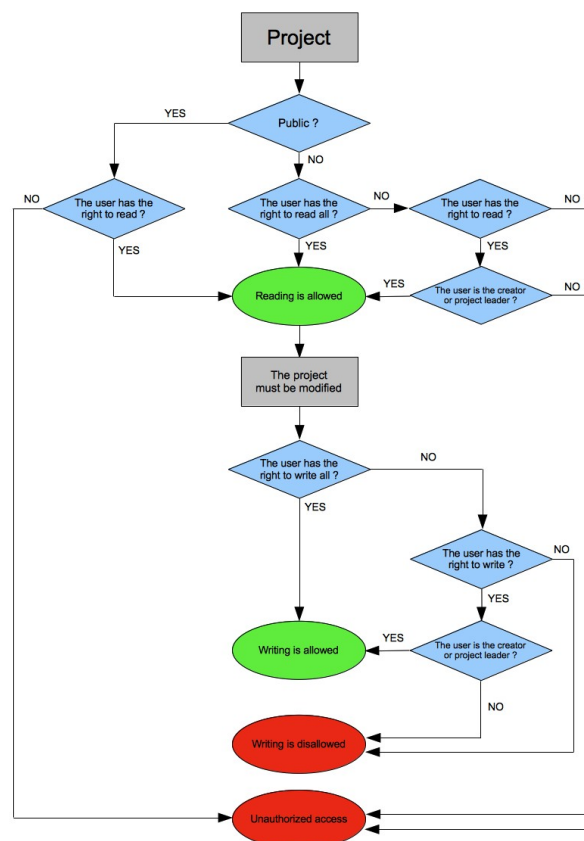 Project
YES
Public ?
NO
NO
The user has the
right to read ?
The user has the
right to read all ?
NO
The user has the
right to read ?
NO
YES
YES
YES
Reading is allowed
YES
The user is the creator
or project leader ?
NO
The project
must be modified
The user has the
right to write all ?
NO
YES
The user has the
right to write ?
NO
YES
Writing is allowed
YES
The user is the creator
or project leader ?
NO
Writing is disallowed
Unauthorized access